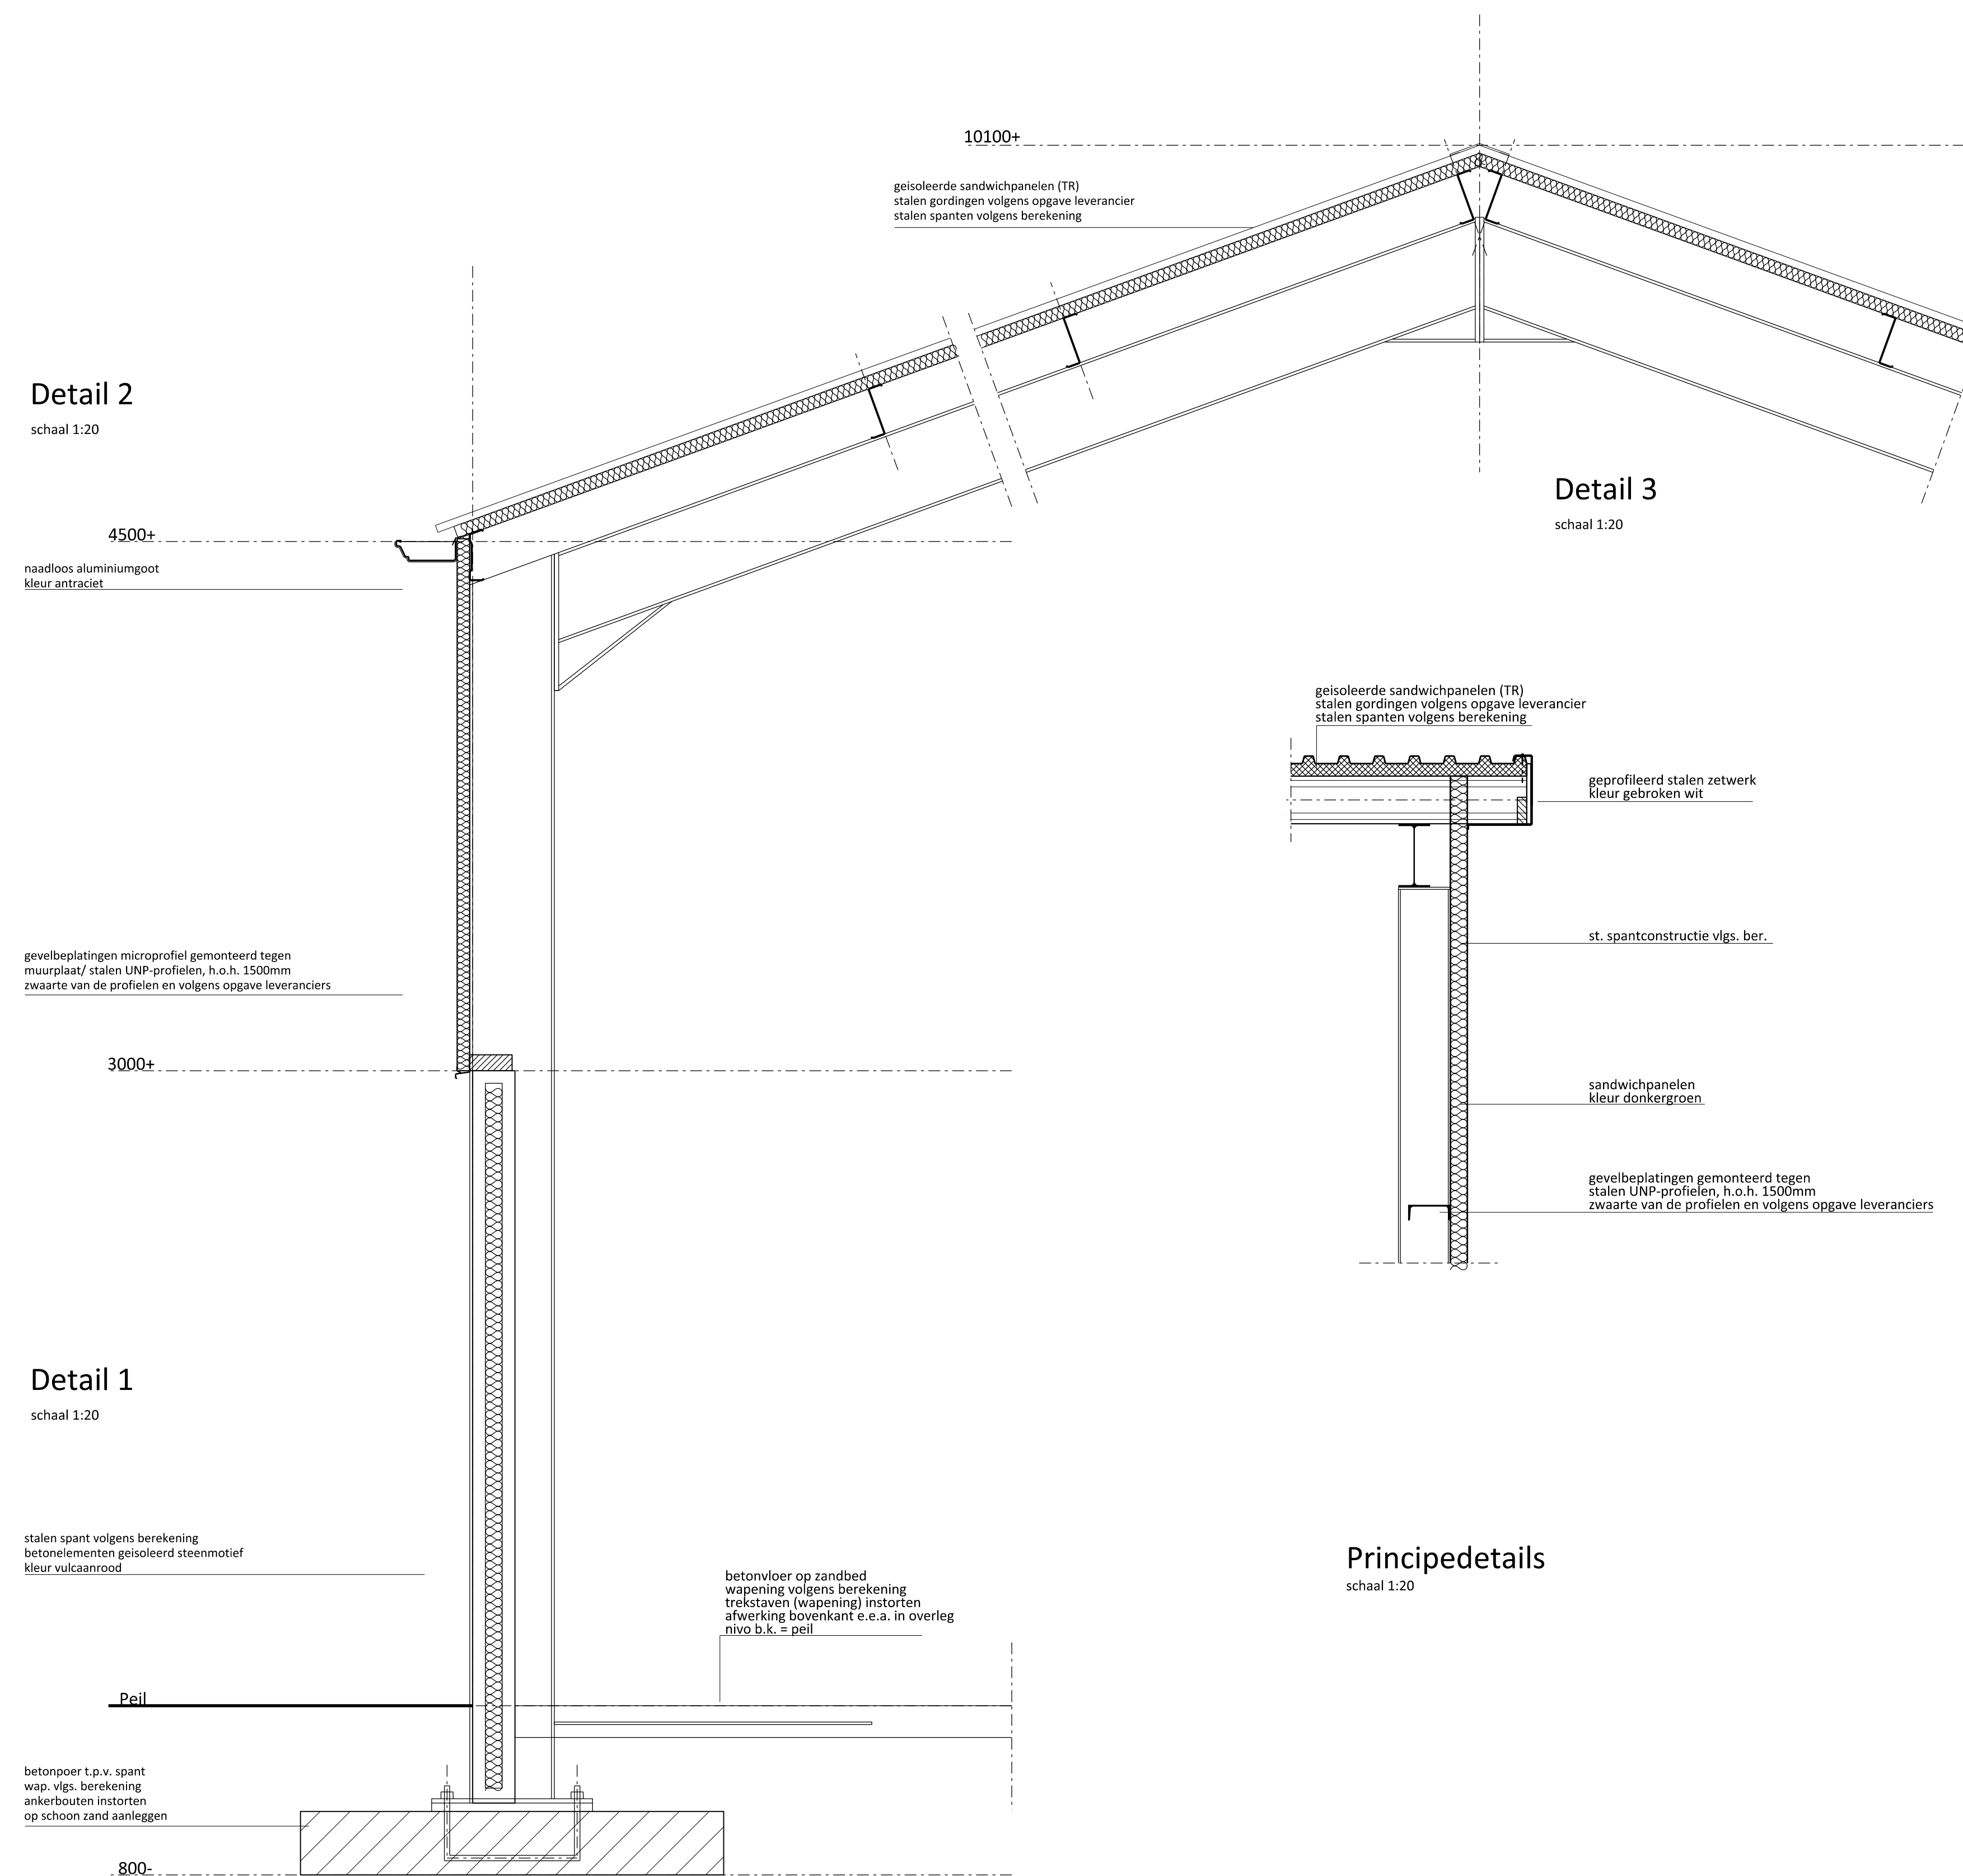 10100+
geisoleerde sandwichpanelen (TR)
stalen gordingen volgens opgave leverancier
stalen spanten volgens berekening
Detail 2
schaal 1:20
4500+
naadloos aluminiumgoot
kleur antraciet
Detail 3
schaal 1:20
geisoleerde sandwichpanelen (TR)
stalen gordingen volgens opgave leverancier
stalen spanten volgens berekening
geprofileerd stalen zetwerk
kleur gebroken wit
st. spantconstructie vlgs. ber.
gevelbeplatingen microprofiel gemonteerd tegen
muurplaat/ stalen UNP-profielen, h.o.h. 1500mm
zwaarte van de profielen en volgens opgave leveranciers
3000+
sandwichpanelen
kleur donkergroen
gevelbeplatingen gemonteerd tegen
stalen UNP-profielen, h.o.h. 1500mm
zwaarte van de profielen en volgens opgave leveranciers
Detail 1
schaal 1:20
stalen spant volgens berekening
betonelementen geisoleerd steenmotief
kleur vulcaanrood
Principedetails
schaal 1:20
betonvloer op zandbed
wapening volgens berekening
trekstaven (wapening) instorten
afwerking bovenkant e.e.a. in overleg
nivo b.k. = peil
Peil
betonpoer t.p.v. spant
wap. vlgs. berekening
ankerbouten instorten
op schoon zand aanleggen
800-